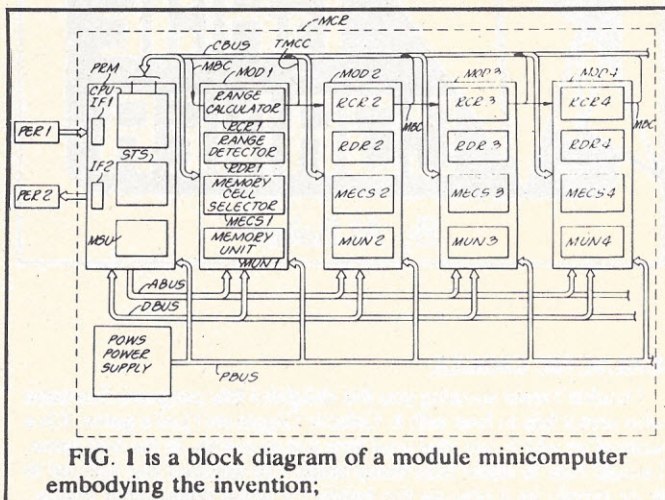 MCR
CBUS
TMCC
MBC
PRM
MOD 1
MOD 2
MOD 3
MOD 4
CPU
IF1
PER 1
RANGE CALCULATOR
RCR 2
MBC
RCR 3
RCR 4
MBC
RCR1
RANGE DETECTOR
RDR 2
RDR 3
RDR 4
STS
IF2
PER 2
RDR1
MEMORY CELL SELECTOR
MECS 2
MECS 3
MECS 4
MECS 1
MSU
MEMORY UNIT
MUN 2
MUN 3
MUN 4
MUN 1
ABUS
DBUS
POWS
POWER
SUPPLY
PBUS
FIG. 1 is a block diagram of a module minicomputer
embodying the invention;